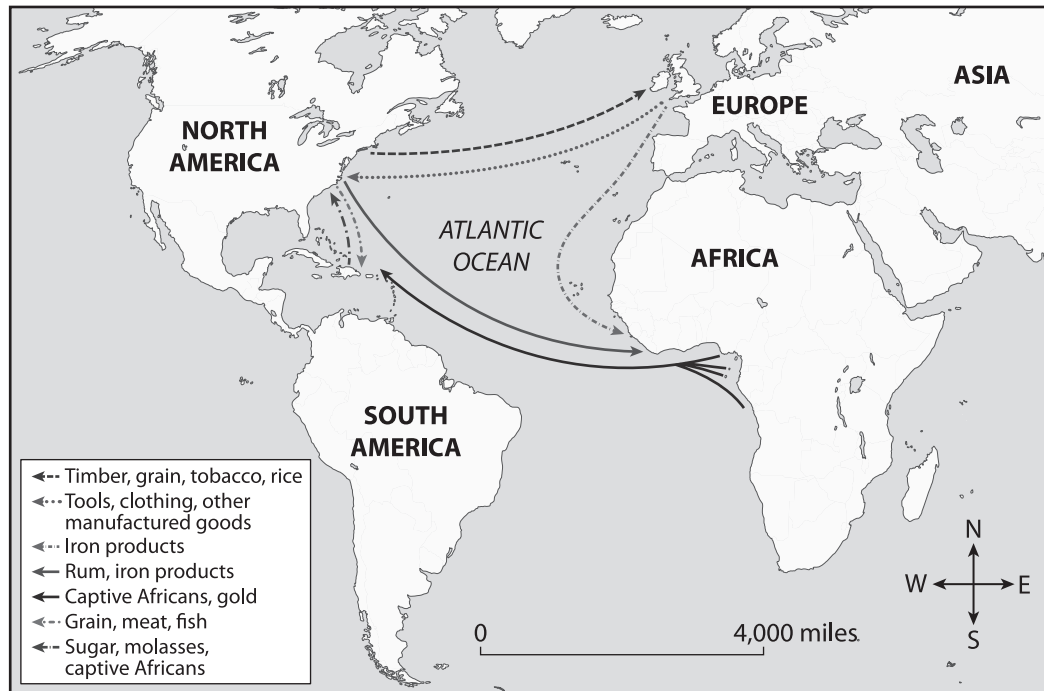 ASIA
EUROPE
NORTH
AMERICA
ATLANTIC
OCEAN
AFRICA
SOUTH
AMERICA
Timber, grain, tobacco, rice
Tools, clothing, other
manufactured goods
Iron products
Rum, iron products
Captive Africans, gold
Grain, meat, fish
Sugar, molasses,
captive Africans
0 4,000 miles
N
W E
S